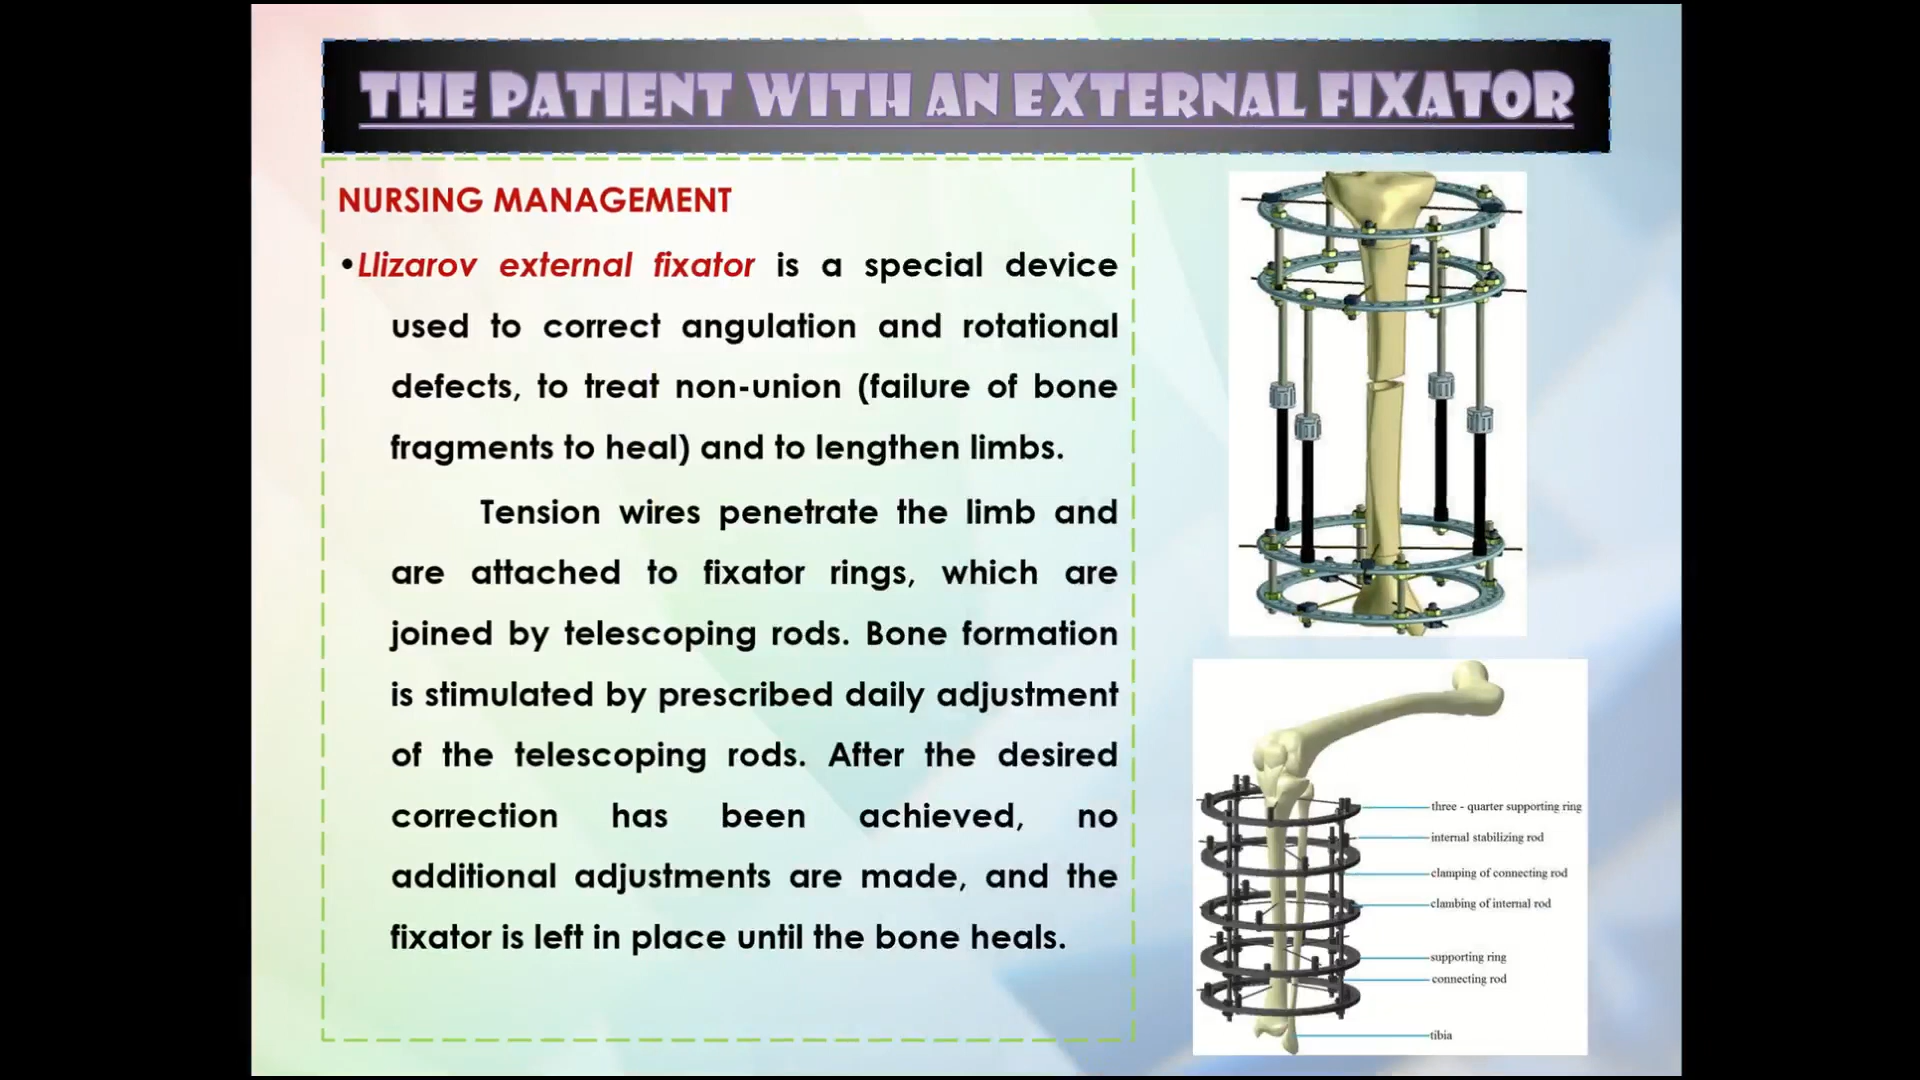 THE PATIENT WITH AN EXTERNAL FIXATOR
NURSING MANAGEMENT
•Llizarov external fixator is a special device
used to correct angulation and rotational
defects, to treat non-union (failure of bone
fragments to heal) and to lengthen limbs.
Tension wires penetrate the limb and
are attached to fixator rings, which are
joined by telescoping rods. Bone formation
is stimulated by prescribed daily adjustment
of the telescoping rods. After the desired
correction has been achieved, no
additional adjustments are made, and the
fixator is left in place until the bone heals.
three - quarter supporting ring
internal stabilizing rod
clamping of connecting rod
clambing of internal rod
supporting ring
connecting rod
tibia